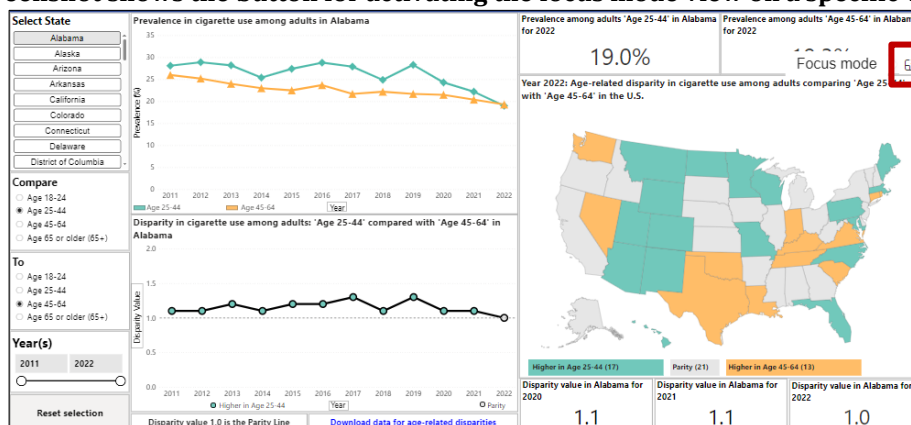 Select State
Alabama
Alaska
Arizona
Arkansas
California
Colorado
Connecticut
Delaware
District of Columbia
Compare
Age 18-24
Age 25-44
Age 45-64
Age 65 or older (65+)
To
Age 18-24
Age 25-44
Age 45-64
Age 65 or older (65+)
Year(s)
2011 2022
Reset selection
Prevalence in cigarette use among adults in Alabama
Prevalence (%)
35
30
25
20
15
10
5
0
2011 2012 2013 2014 2015 2016 2017 2018 2019 2020 2021 2022
Age 25-44 Age 45-64 Year
Disparity in cigarette use among adults: 'Age 25-44' compared with 'Age 45-64' in
Alabama
Disparity Value
2.0
1.5
1.0
0.5
0.0
2011 2012 2013 2014 2015 2016 2017 2018 2019 2020 2021 2022
Higher in Age 25-44 Year Parity
Disparity value 1.0 is the Parity Line
Download data for age-related disparities
Prevalence among adults 'Age 25-44' in Alabama
for 2022
19.0%
Prevalence among adults 'Age 45-64' in Alabama
for 2022
Focus mode
Year 2022: Age-related disparity in cigarette use among adults comparing 'Age 25-44'
with 'Age 45-64' in the U.S.
Higher in Age 25-44 (17) Parity (21) Higher in Age 45-64 (13)
Disparity value in Alabama for
2020
1.1
Disparity value in Alabama for
2021
1.1
Disparity value in Alabama for
2022
1.0